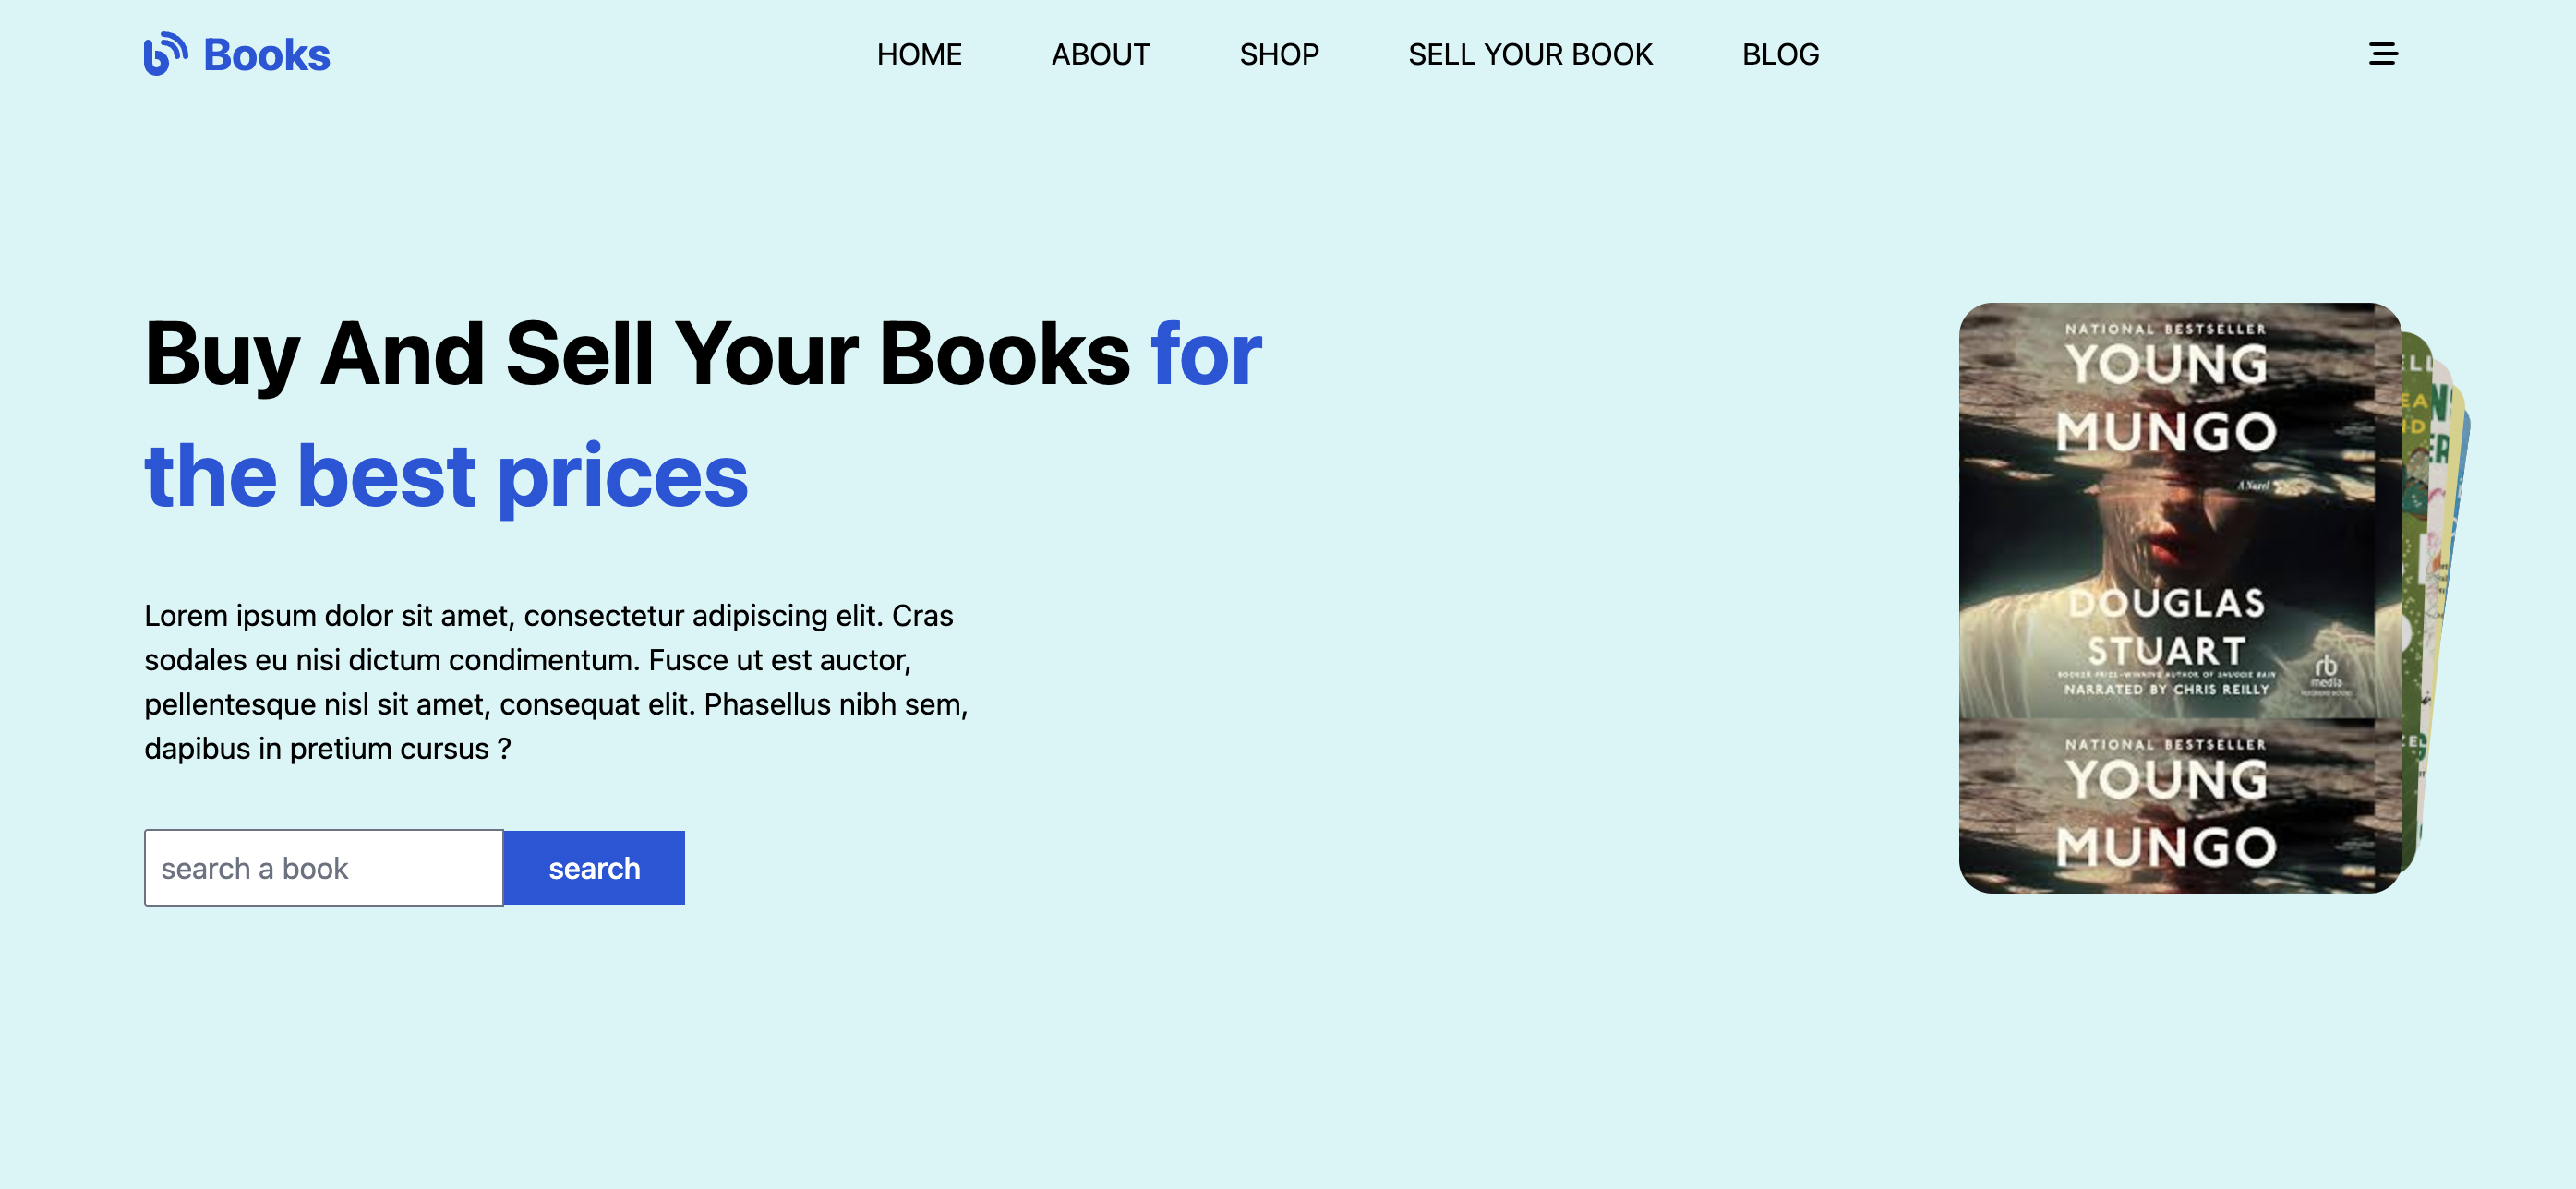 Books
HOME
ABOUT
SHOP
SELL YOUR BOOK
BLOG
Buy And Sell Your Books for
the best prices
Lorem ipsum dolor sit amet, consectetur adipiscing elit. Cras
sodales eu nisi dictum condimentum. Fusce ut est auctor,
pellentesque nisl sit amet, consequat elit. Phasellus nibh sem,
dapibus in pretium cursus ?
search a book
search
NATIONAL BESTSELLER
YOUNG
MUNGO
A Novel
DOUGLAS
STUART
BOOKER PRIZE-WINNING AUTHOR OF SHUGGIE BAIN
NARRATED BY CHRIS REILLY
rb
media
NATIONAL BESTSELLER
YOUNG
MUNGO